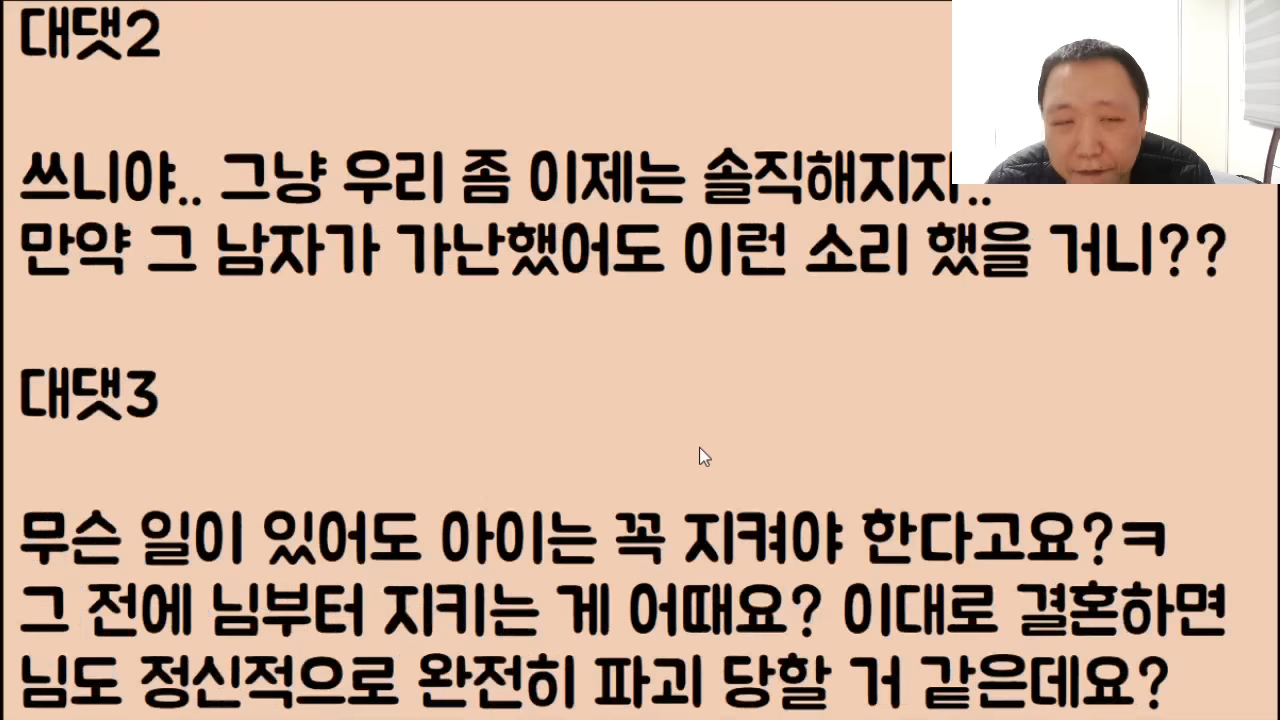 대댓2
쓰니야.. 그냥 우리 좀 이제는 솔직해지자..
만약 그 남자가 가난했어도 이런 소리 했을 거니??
대댓3
무슨 일이 있어도 아이는 꼭 지켜야 한다고요?ㅋ
그 전에 님부터 지키는 게 어때요? 이대로 결혼하면
님도 정신적으로 완전히 파괴 당할 거 같은데요?